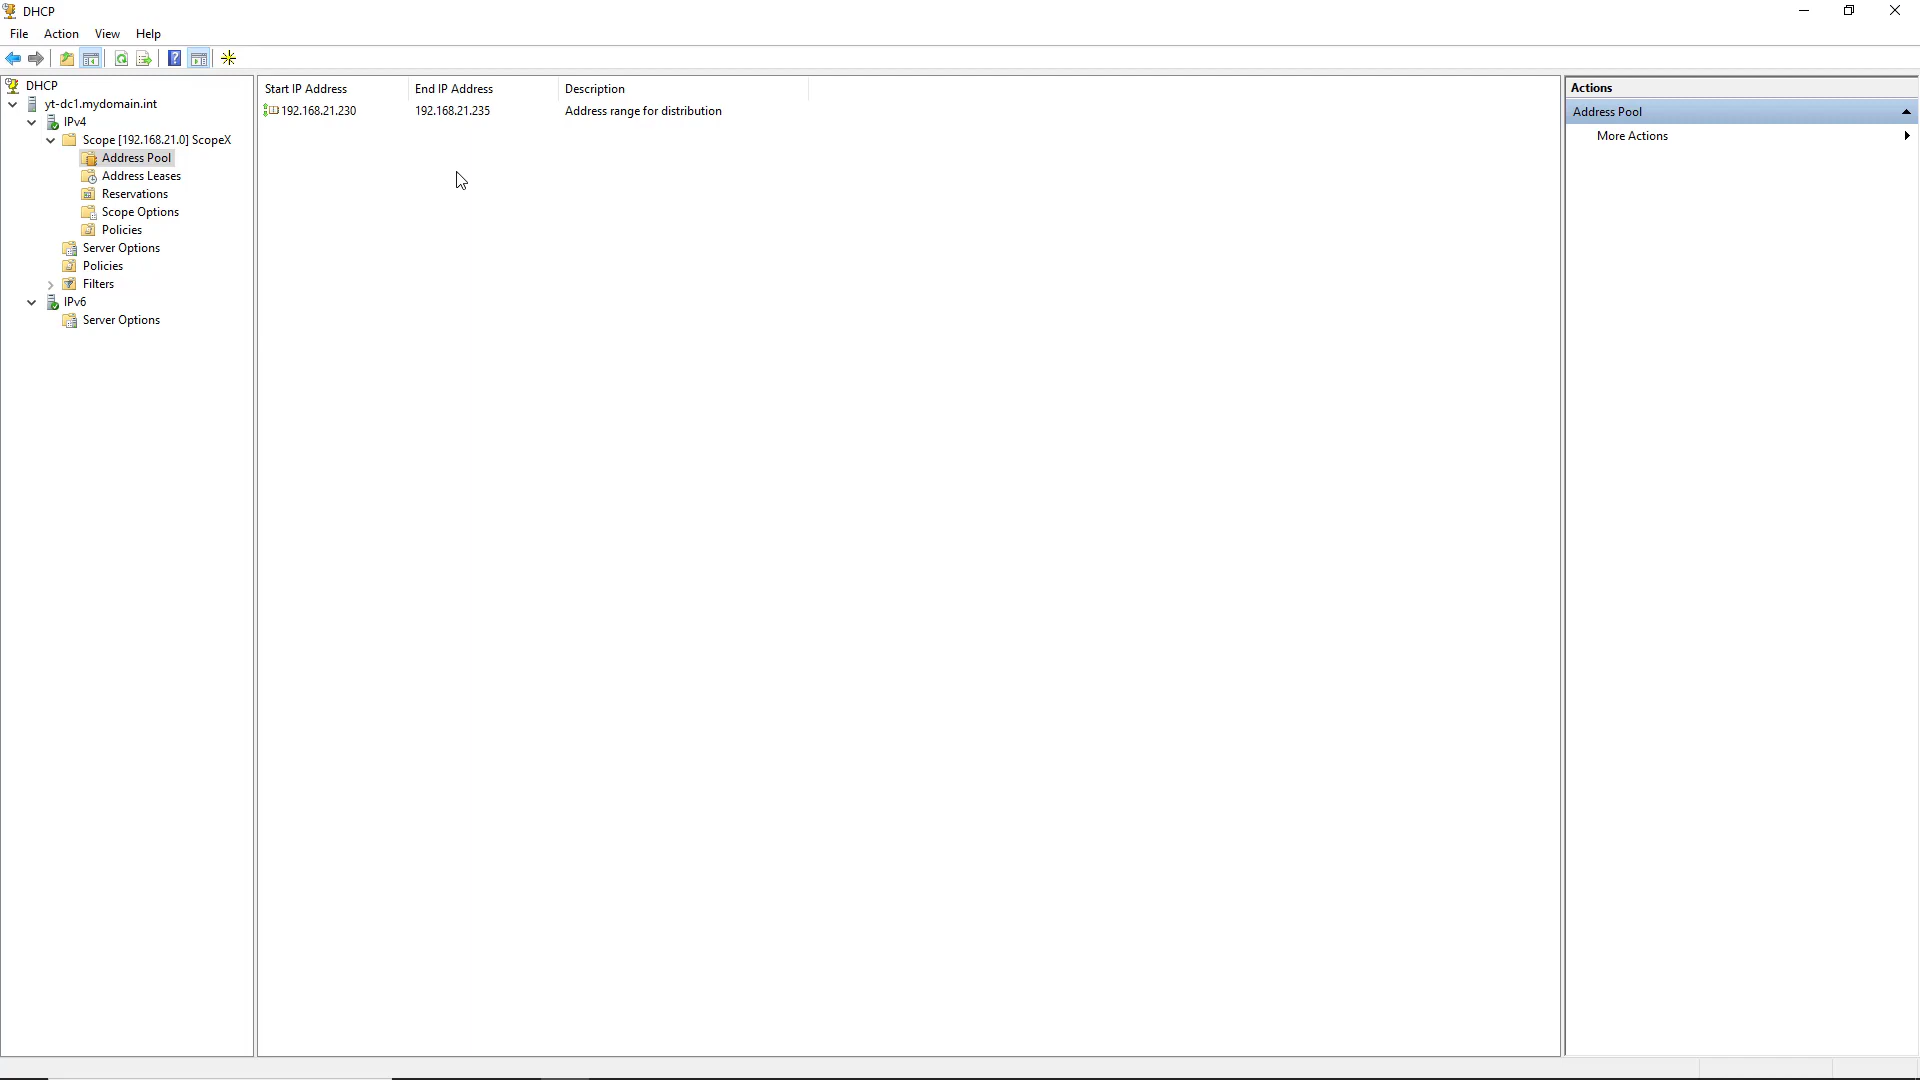 DHCP
File Action View Help
DHCP
yt-dc1.mydomain.int
IPv4
Scope [192.168.21.0] ScopeX
Address Pool
Address Leases
Reservations
Scope Options
Policies
Server Options
Policies
Filters
IPv6
Server Options
Start IP Address End IP Address Description
192.168.21.230 192.168.21.235 Address range for distribution
Actions
Address Pool
More Actions